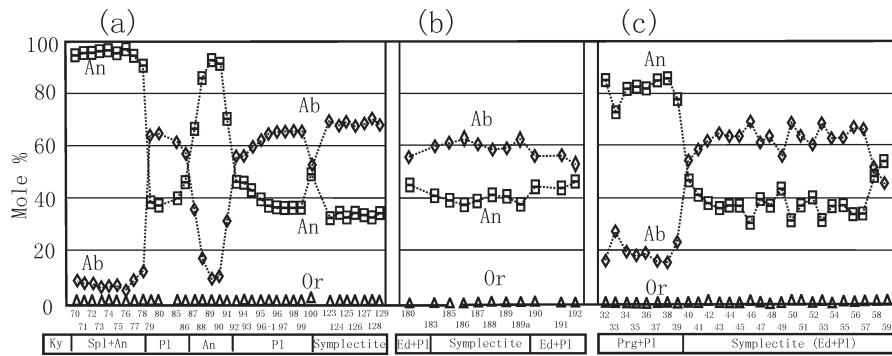 (a) (b) (c)
100
80
60
40
20
0
Mole %
An
Ab
An
Ab
Or
Ab
An
Or
An
Ab
Or
70 72 74 76 78 80 85 87 89 91 94 95 96 98 100 123 125 127 129
71 73 75 77 79 86 88 90 92 93 96-1 97 99 124 126 128
180 185 187 189 190 192
183 186 188 189a 191
32 34 36 38 40 42 44 46 48 50 52 54 56 58
33 35 37 39 41 43 45 47 49 51 53 55 57 59
Ky Spl+An Pl An Pl Symplectite
Ed+Pl Symplectite Ed+Pl
Prg+Pl Symplectite (Ed+Pl)